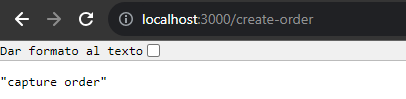 localhost:3000/create-order
Dar formato al texto
"capture order"